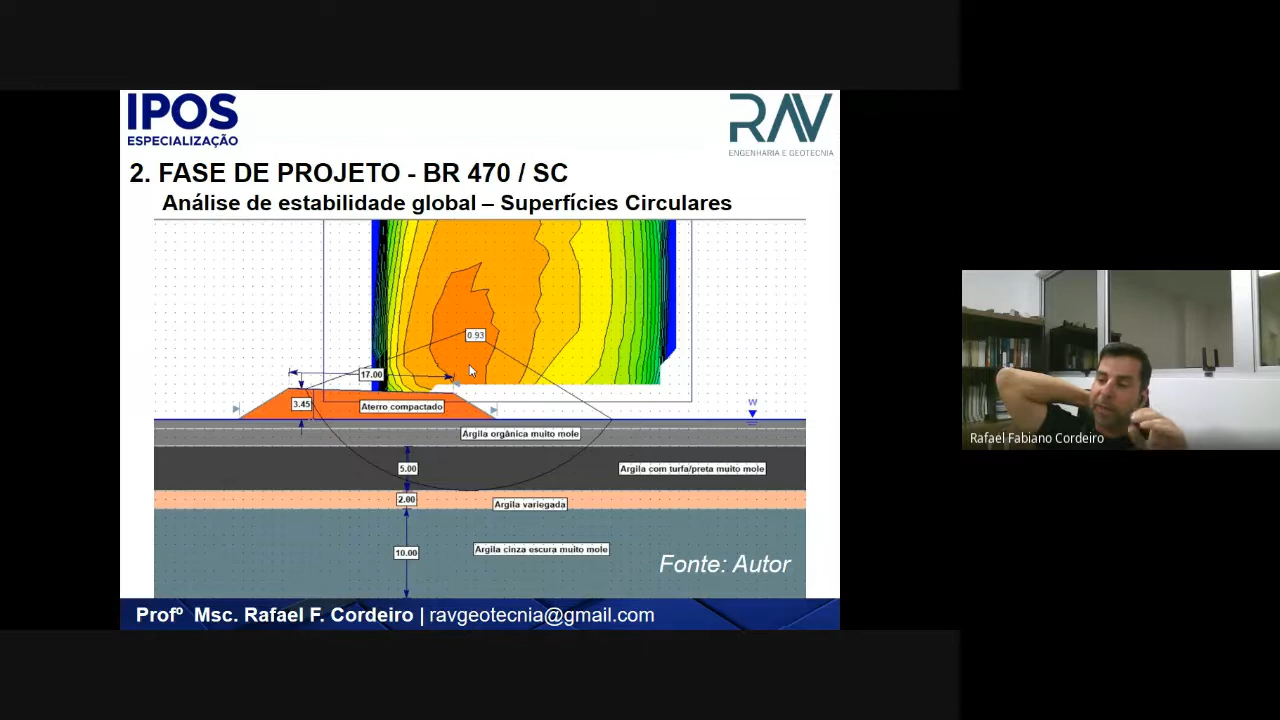 IPOS
ESPECIALIZAÇÃO
RAV
ENGENHARIA E GEOTECNIA
2. FASE DE PROJETO - BR 470 / SC
Análise de estabilidade global – Superfícies Circulares
0.93
17.00
3.45
Aterro compactado
W
Argila orgânica muito mole
5.00
Argila com turfa/preta muito mole
2.00
Argila variegada
10.00
Argila cinza escura muito mole
Fonte: Autor
Profº Msc. Rafael F. Cordeiro | ravgeotecnia@gmail.com
Rafael Fabiano Cordeiro